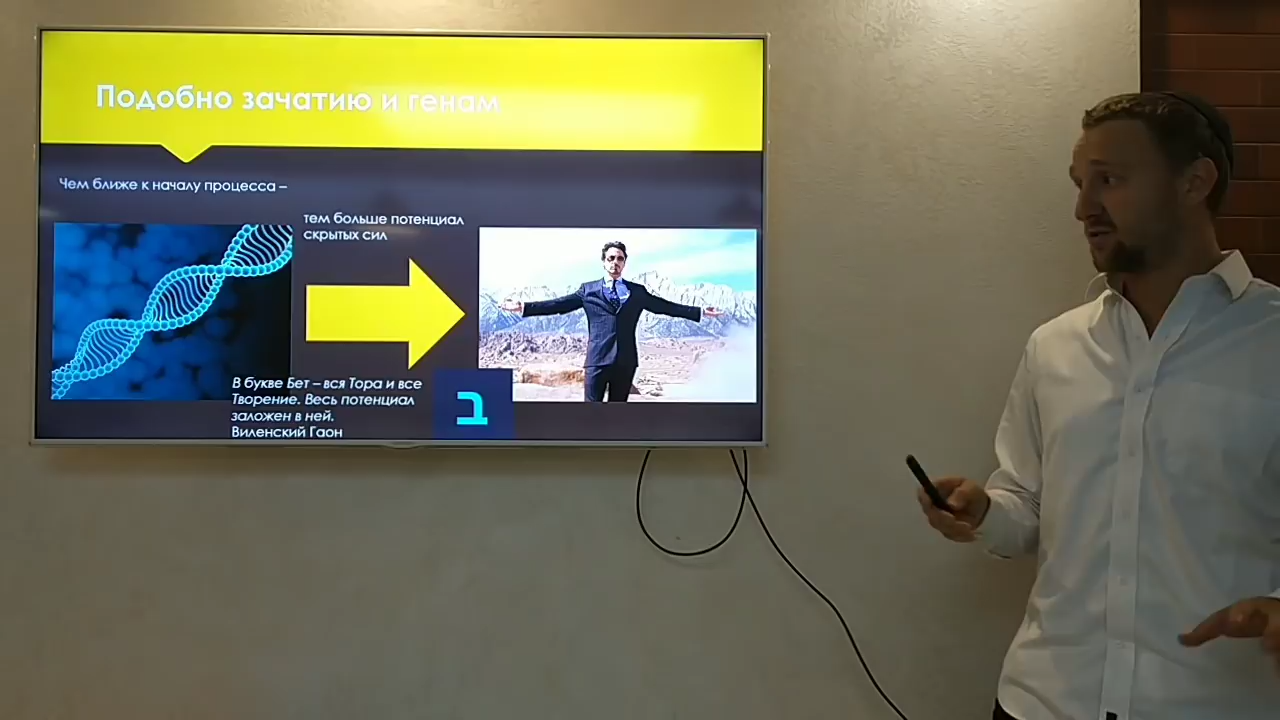 Подобно зачатию и генам
Чем ближе к началу процесса –
тем больше потенциал
скрытых сил
В букве Бет – вся Тора и все
Творение. Весь потенциал
заложен в ней.
Виленский Гаон
ב